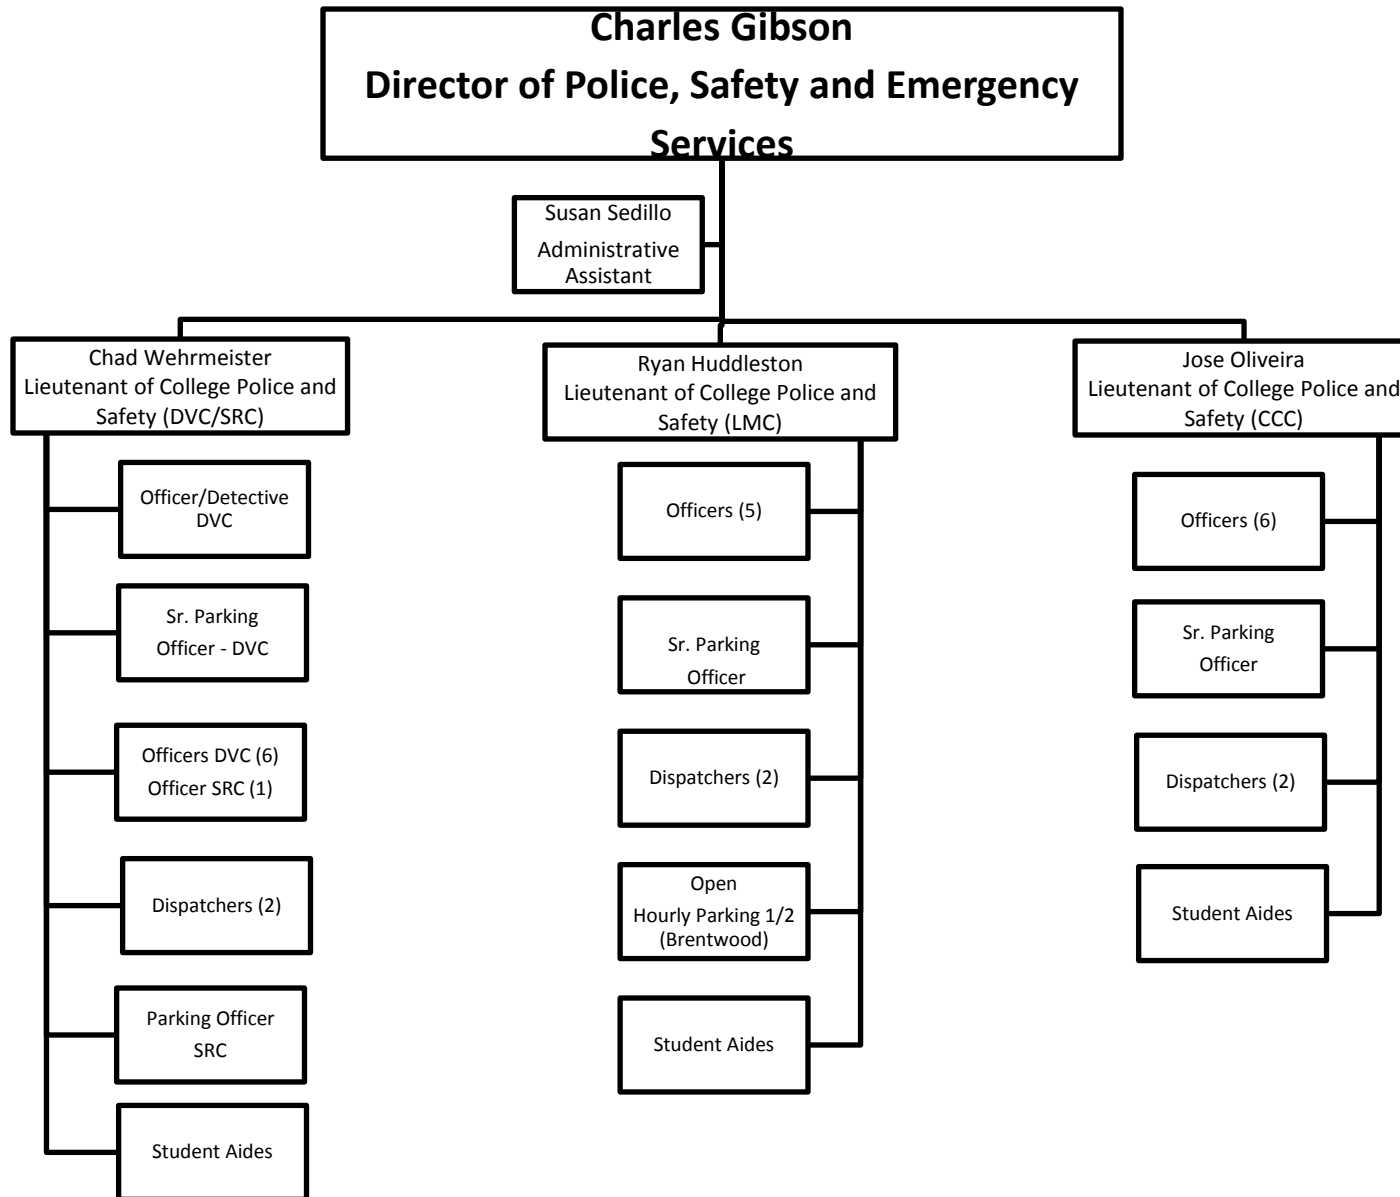 Charles Gibson
Director of Police, Safety and Emergency
Services
Susan Sedillo
Administrative
Assistant
Chad Wehrmeister
Lieutenant of College Police and
Safety (DVC/SRC)
Officer/Detective
DVC
Sr. Parking
Officer - DVC
Officers DVC (6)
Officer SRC (1)
Dispatchers (2)
Parking Officer
SRC
Student Aides
Ryan Huddleston
Lieutenant of College Police and
Safety (LMC)
Officers (5)
Sr. Parking
Officer
Dispatchers (2)
Open
Hourly Parking 1/2
(Brentwood)
Student Aides
Jose Oliveira
Lieutenant of College Police and
Safety (CCC)
Officers (6)
Sr. Parking
Officer
Dispatchers (2)
Student Aides